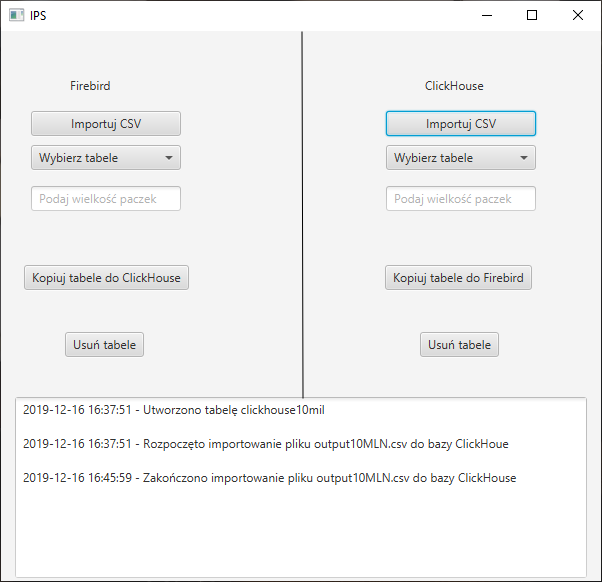 IPS
Firebird
ClickHouse
Importuj CSV
Importuj CSV
Wybierz tabele
Wybierz tabele
Podaj wielkość paczek
Podaj wielkość paczek
Kopiuj tabele do ClickHouse
Kopiuj tabele do Firebird
Usuń tabele
Usuń tabele
2019-12-16 16:37:51 - Utworzono tabelę clickhouse10mil
2019-12-16 16:37:51 - Rozpoczęto importowanie pliku output10MLN.csv do bazy ClickHoue
2019-12-16 16:45:59 - Zakończono importowanie pliku output10MLN.csv do bazy ClickHouse